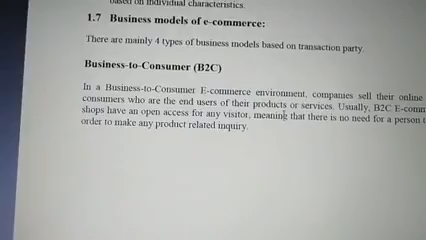 based on individual characteristics.
1.7 Business models of e-commerce:
There are mainly 4 types of business models based on transaction party.
Business-to-Consumer (B2C)
In a Business-to-Consumer E-commerce environment, companies sell their online
consumers who are the end users of their products or services. Usually, B2C E-comm
shops have an open access for any visitor, meaning that there is no need for a person t
order to make any product related inquiry.